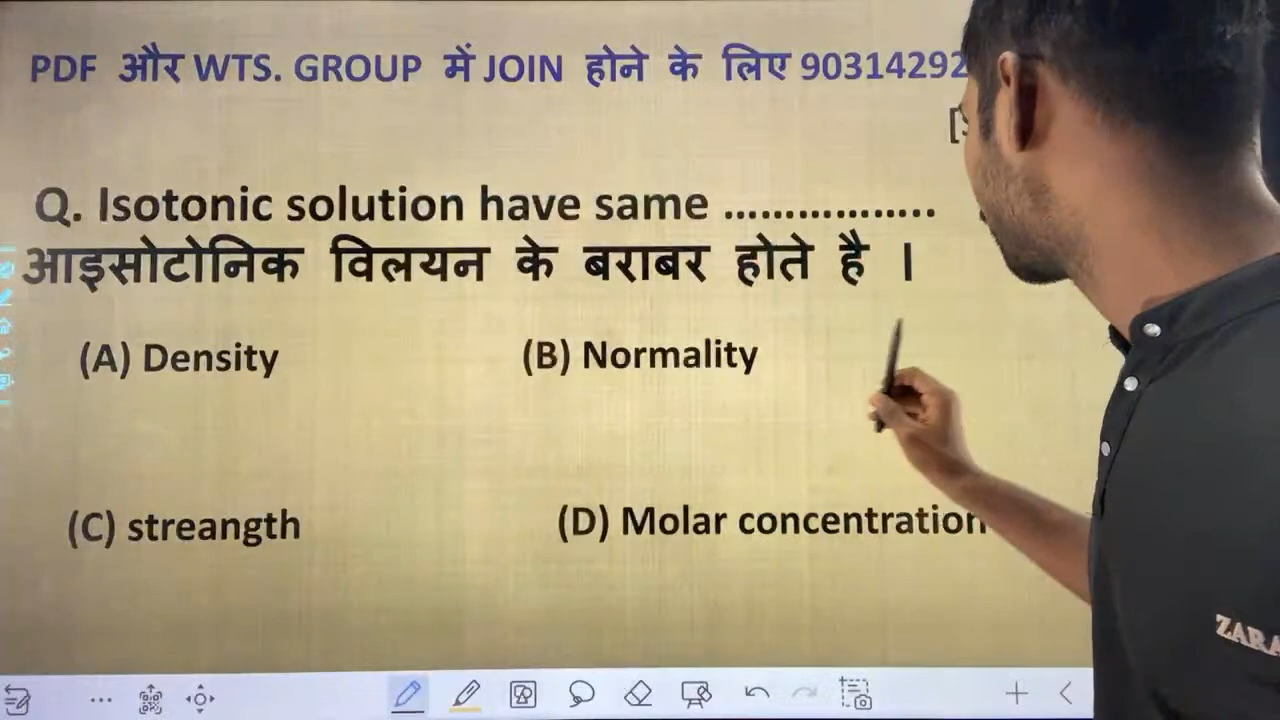 PDF और WTS. GROUP में JOIN होने के लिए 90314292
Q. Isotonic solution have same ……………..
आइसोटोनिक विलयन के बराबर होते है ।
(A) Density (B) Normality
(C) streangth (D) Molar concentration
ZARA